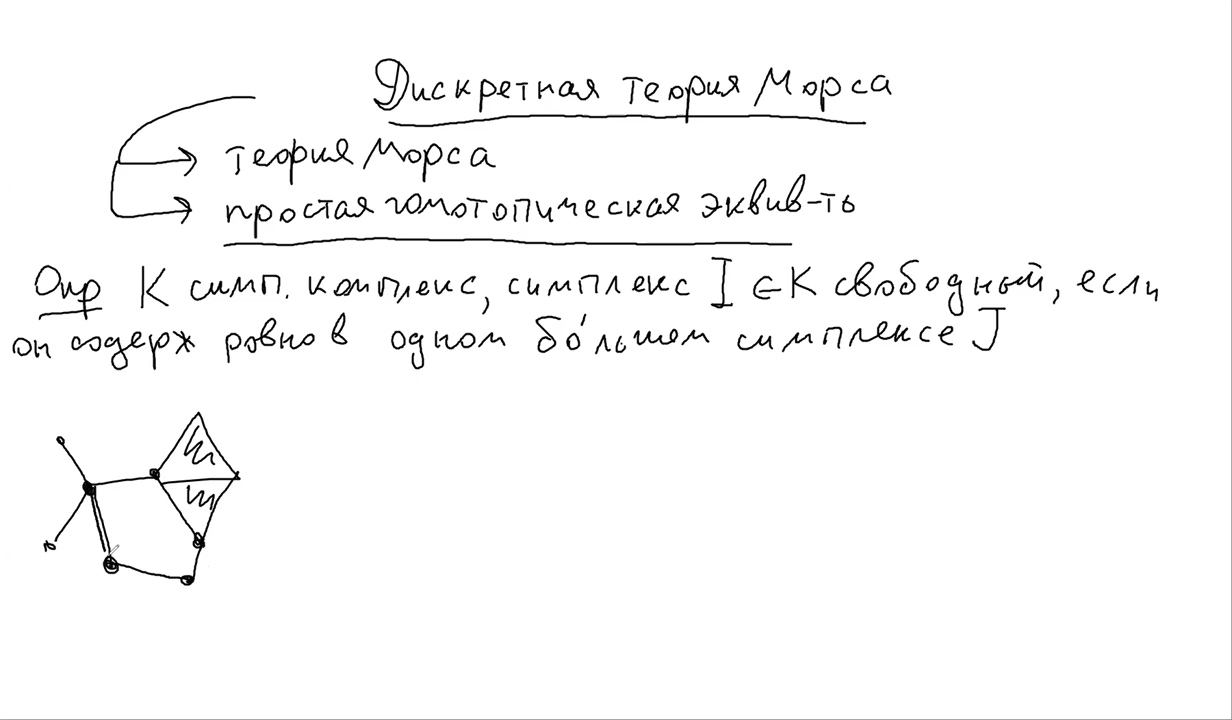 Дискретная теория Морса
теория Морса
простая гомотопическая эквив-ть
Опр K симп. комплекс, симплекс I ∈ K свободный, если
он содерж ровно в одном бо́льшем симплексе J